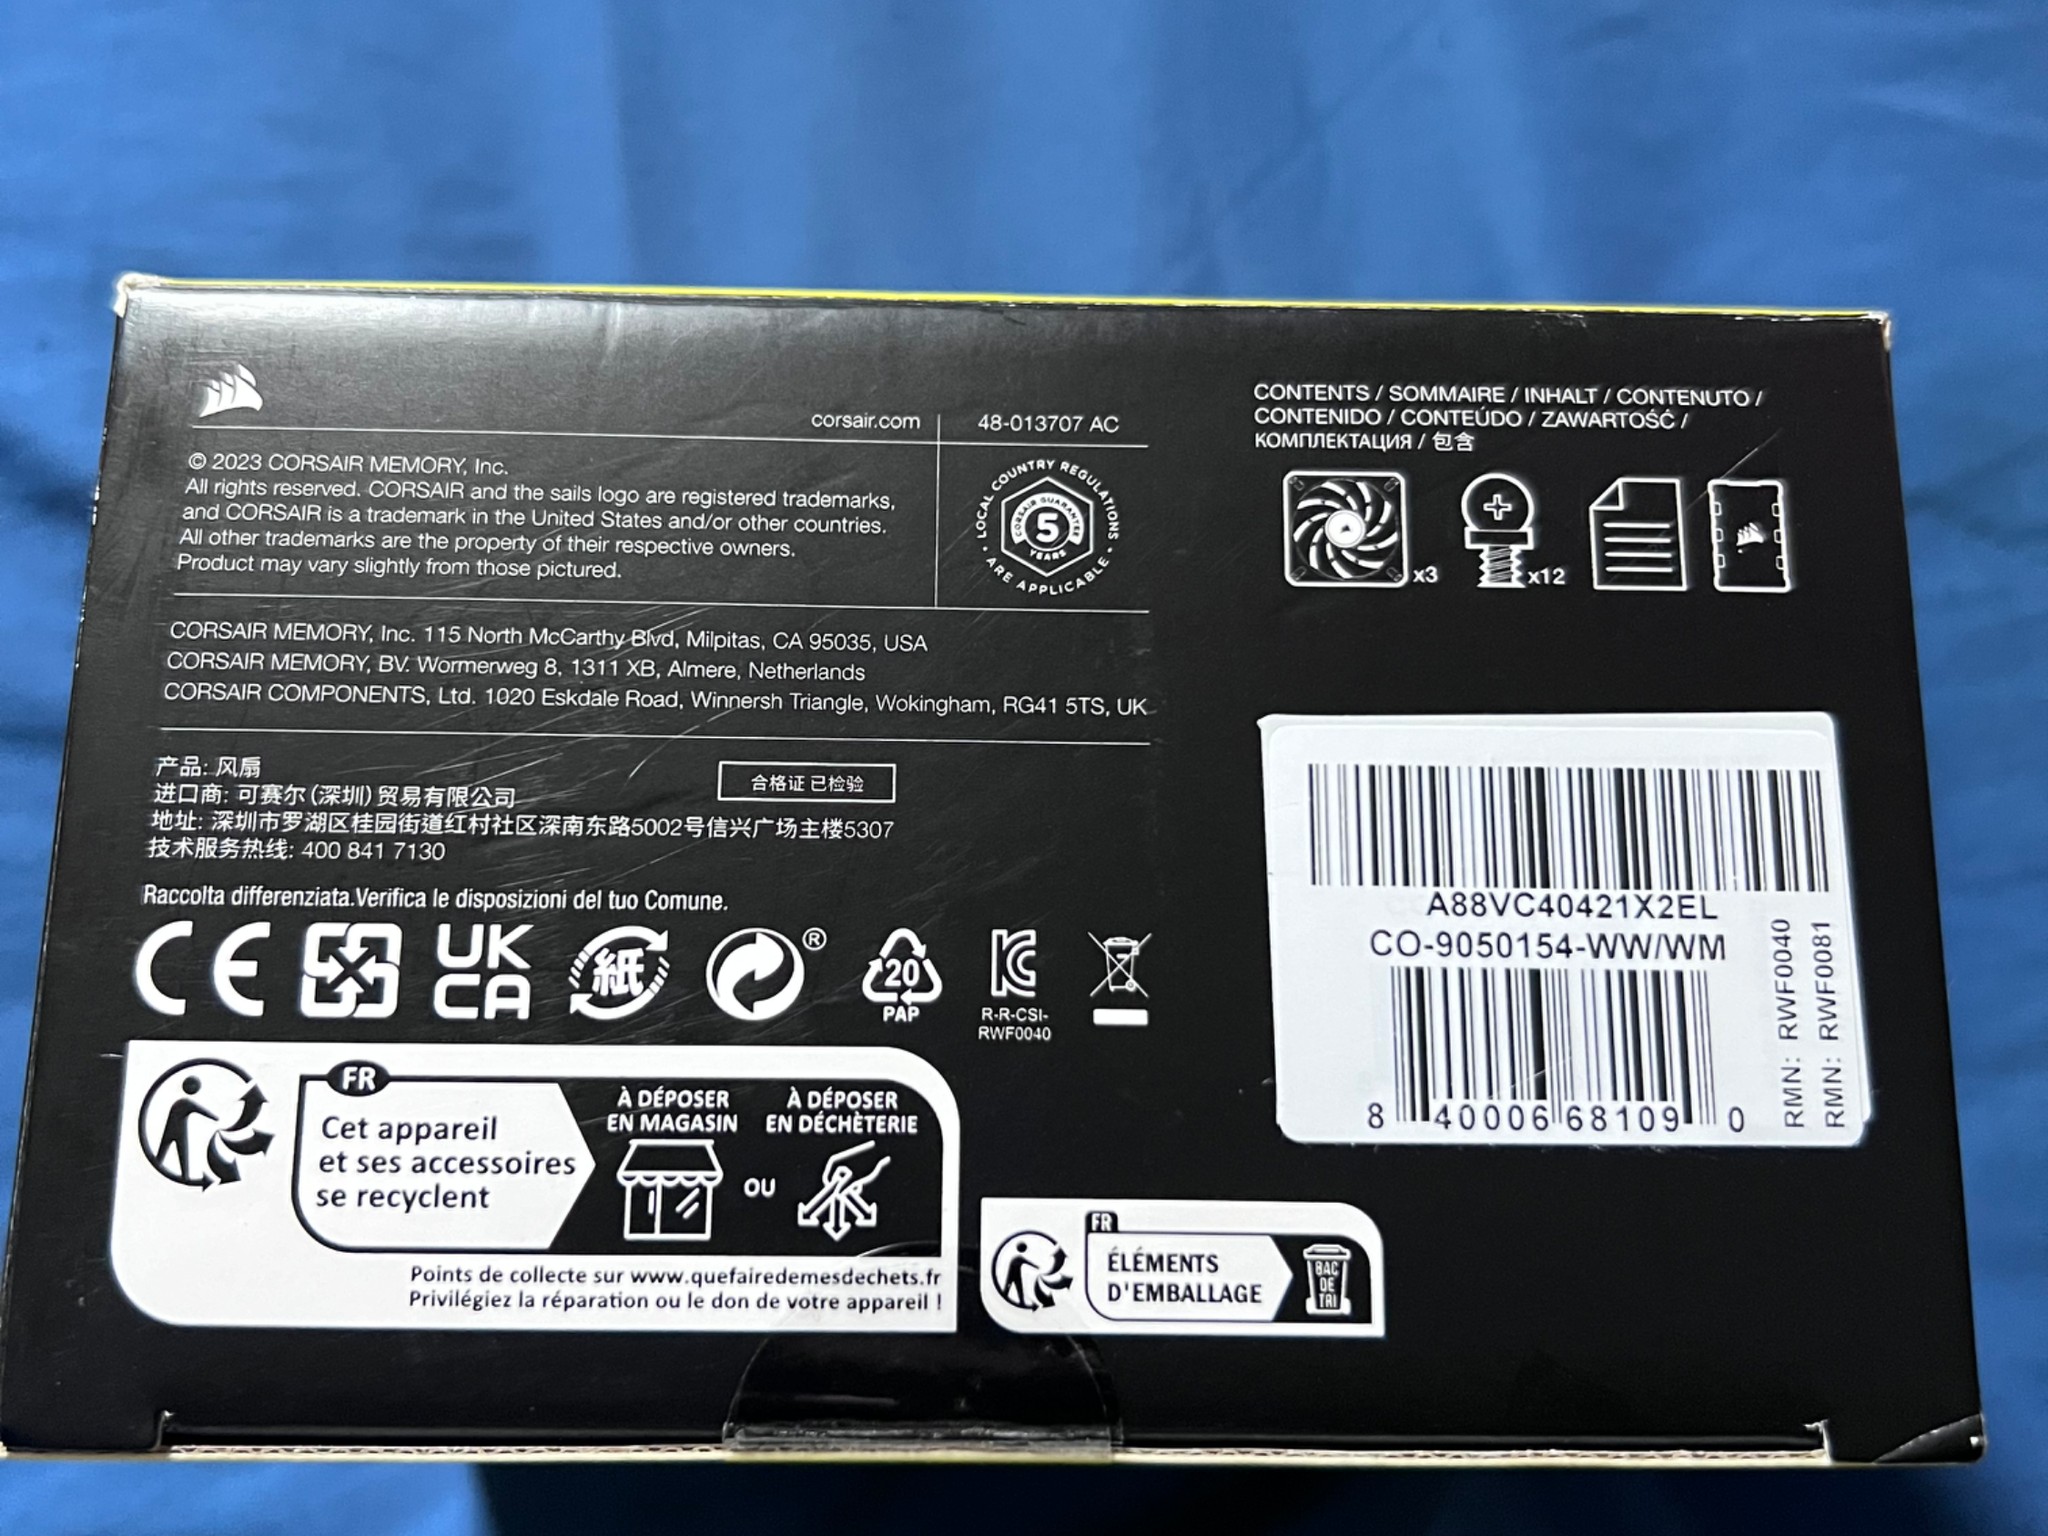 corsair.com
48-013707 AC
© 2023 CORSAIR MEMORY, Inc.
All rights reserved. CORSAIR and the sails logo are registered trademarks,
and CORSAIR is a trademark in the United States and/or other countries.
All other trademarks are the property of their respective owners.
Product may vary slightly from those pictured.
LOCAL COUNTRY REGULATIONS
• ARE APPLICABLE •
CORSAIR GUARANTEE
5
YEARS
CORSAIR MEMORY, Inc. 115 North McCarthy Blvd, Milpitas, CA 95035, USA
CORSAIR MEMORY, BV. Wormerweg 8, 1311 XB, Almere, Netherlands
CORSAIR COMPONENTS, Ltd. 1020 Eskdale Road, Winnersh Triangle, Wokingham, RG41 5TS, UK
产品: 风扇
进口商: 可赛尔 (深圳) 贸易有限公司
地址: 深圳市罗湖区桂园街道红村社区深南东路5002号信兴广场主楼5307
技术服务热线: 400 841 7130
合格证 已检验
Raccolta differenziata.Verifica le disposizioni del tuo Comune.
CE
UK
CA
紙
®
20
PAP
R-R-CSI-
RWF0040
FR
Cet appareil
et ses accessoires
se recyclent
À DÉPOSER
EN MAGASIN
OU
À DÉPOSER
EN DÉCHÈTERIE
Points de collecte sur www.quefairedemesdechets.fr
Privilégiez la réparation ou le don de votre appareil !
CONTENTS / SOMMAIRE / INHALT / CONTENUTO /
CONTENIDO / CONTEÚDO / ZAWARTOŚĆ /
КОМПЛЕКТАЦИЯ / 包含
x3
x12
A88VC40421X2EL
CO-9050154-WW/WM
8 40006 68109 0
RMN: RWF0040
RMN: RWF0081
FR
ÉLÉMENTS
D'EMBALLAGE
BAC
DE
TRI